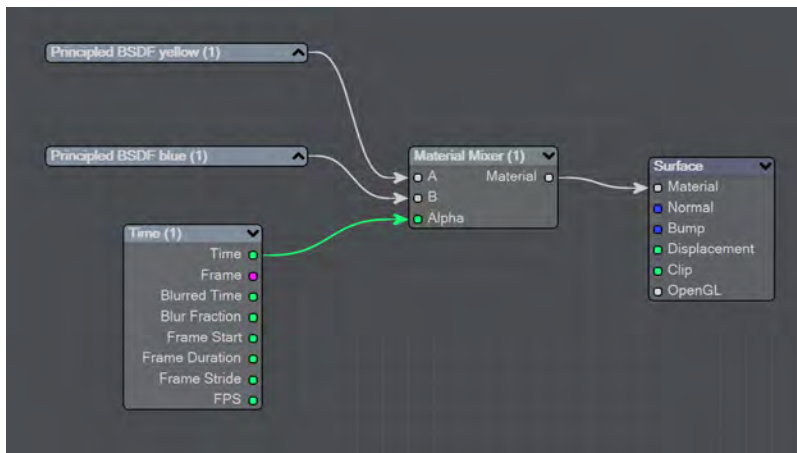 Principled BSDF yellow (1)
Principled BSDF blue (1)
Material Mixer (1)
A Material
B
Alpha
Surface
Material
Normal
Bump
Displacement
Clip
OpenGL
Time (1)
Time
Frame
Blurred Time
Blur Fraction
Frame Start
Frame Duration
Frame Stride
FPS